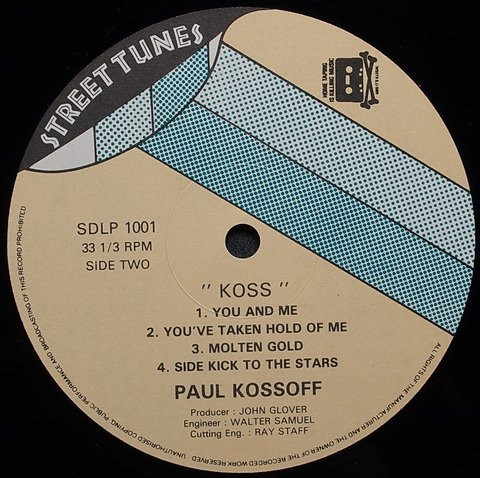 STREET TUNES
HOME TAPING
IS KILLING MUSIC
AND IT'S ILLEGAL
SDLP 1001
33 1/3 RPM
SIDE TWO
" KOSS "
1. YOU AND ME
2. YOU'VE TAKEN HOLD OF ME
3. MOLTEN GOLD
4. SIDE KICK TO THE STARS
PAUL KOSSOFF
Producer : JOHN GLOVER
Engineer : WALTER SAMUEL
Cutting Eng. : RAY STAFF
ALL RIGHTS OF THE MANUFACTURER AND THE OWNER OF THE RECORDED WORK RESERVED UNAUTHORISED COPYING, PUBLIC PERFORMANCE AND BROADCASTING OF THIS RECORD PROHIBITED